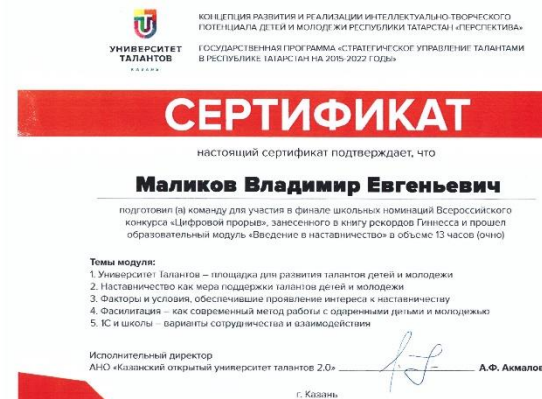 УНИВЕРСИТЕТ
ТАЛАНТОВ
КАЗАНЬ
КОНЦЕПЦИЯ РАЗВИТИЯ И РЕАЛИЗАЦИИ ИНТЕЛЛЕКТУАЛЬНО-ТВОРЧЕСКОГО
ПОТЕНЦИАЛА ДЕТЕЙ И МОЛОДЕЖИ РЕСПУБЛИКИ ТАТАРСТАН «ПЕРСПЕКТИВА»
ГОСУДАРСТВЕННАЯ ПРОГРАММА «СТРАТЕГИЧЕСКОЕ УПРАВЛЕНИЕ ТАЛАНТАМИ
В РЕСПУБЛИКЕ ТАТАРСТАН НА 2015-2022 ГОДЫ»
СЕРТИФИКАТ
настоящий сертификат подтверждает, что
Маликов Владимир Евгеньевич
подготовил (а) команду для участия в финале школьных номинаций Всероссийского
конкурса «Цифровой прорыв», занесенного в книгу рекордов Гиннесса и прошел
образовательный модуль «Введение в наставничество» в объеме 13 часов (очно)
Темы модуля:
1. Университет Талантов – площадка для развития талантов детей и молодежи
2. Наставничество как мера поддержки талантов детей и молодежи
3. Факторы и условия, обеспечивающие проявление интереса к наставничеству
4. Фасилитация – как современный метод работы с одаренными детьми и молодежью
5. 1С и школы – варианты сотрудничества и взаимодействия
Исполнительный директор
АНО «Казанский открытый университет талантов 2.0» А.Ф. Акмалов
г. Казань